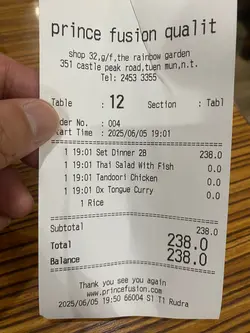 prince fusion qualit
shop 32,g/f,the rainbow garden
351 castle peak road,tuen mun,n.t.
Tel: 2453 3355
Table : 12 Section : Tabl
der No. : 004
tart Time : 2025/06/05 19:01
1 19:01 Set Dinner 2B 238.0
1 19:01 Thai Salad With Fish 0.0
1 19:01 Tandoori Chicken 0.0
1 19:01 Ox Tongue Curry 0.0
1 Rice
Subtotal 238.0
Total 238.0
Balance 238.0
Thank you see you again
www.princefusion.com
2025/06/05 19:50 66004 S1 T1 Rudra